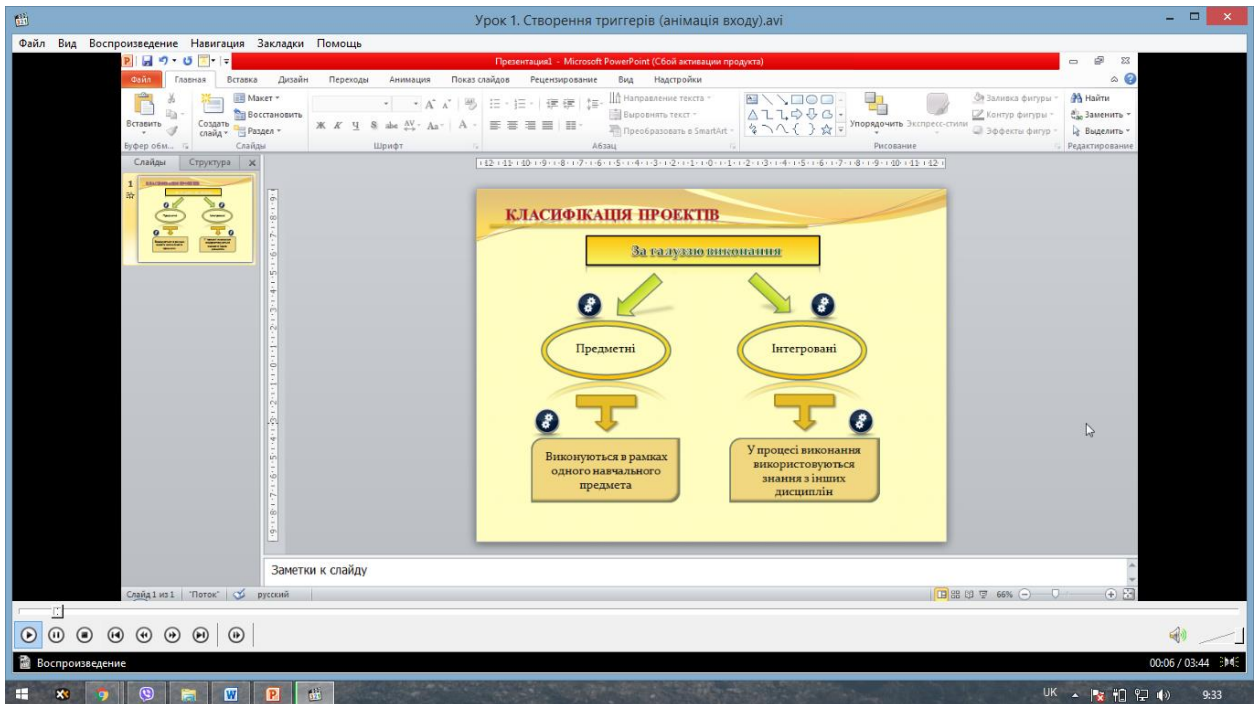 Урок 1. Створення триггерів (анімація входу).avi
Файл Вид Воспроизведение Навигация Закладки Помощь
Презентация1 - Microsoft PowerPoint (Сбой активации продукта)
Файл Главная Вставка Дизайн Переходы Анимация Показ слайдов Рецензирование Вид Надстройки
Вставить
Буфер обм...
Создать слайд
Макет
Восстановить
Раздел
Слайды
Ж К Ч S abc AV Aa A
Шрифт
Направление текста
Выровнять текст
Преобразовать в SmartArt
Абзац
Упорядочить Экспресс-стили
Заливка фигуры
Контур фигуры
Эффекты фигур
Рисование
Найти
Заменить
Выделить
Редактирование
Слайды Структура
1
КЛАСИФІКАЦІЯ ПРОЕКТІВ
За галуззю виконання
Предметні
Інтегровані
Виконуються в рамках
одного навчального
предмета
У процесі виконання
використовуються
знання з інших
дисциплін
Заметки к слайду
Слайд 1 из 1 "Поток" русский 66%
Воспроизведение 00:06 / 03:44
UK 9:33